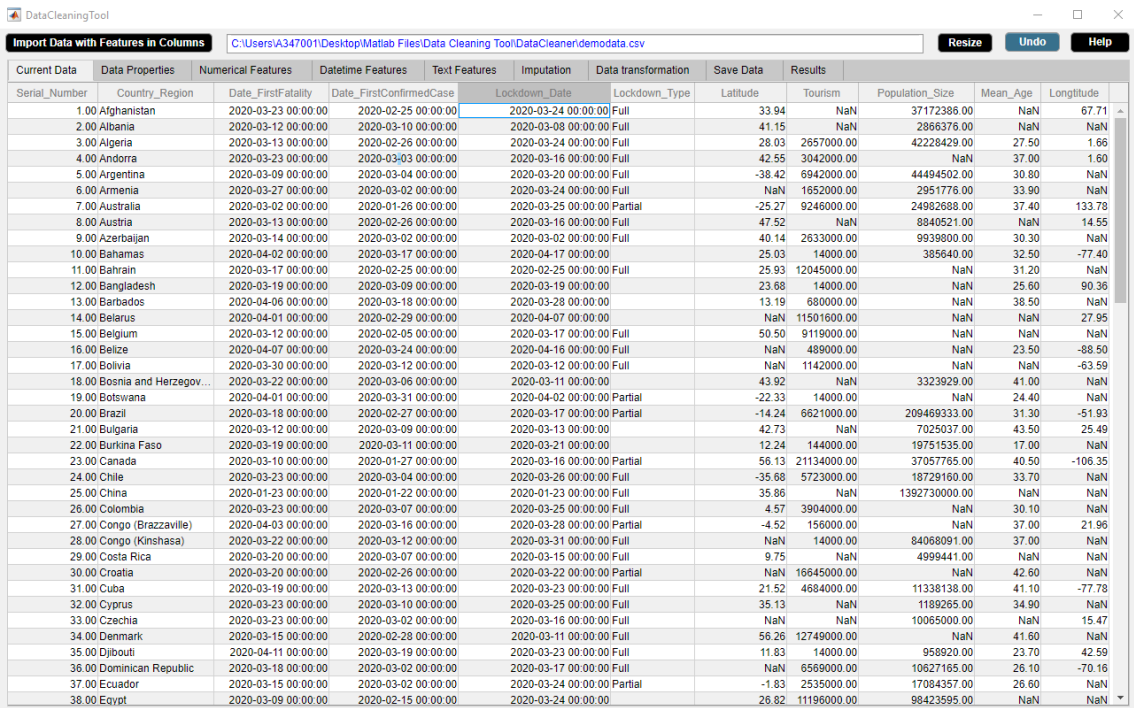 DataCleaningTool
Import Data with Features in Columns C:\Users\A347001\Desktop\Matlab Files\Data Cleaning Tool\DataCleaner\demodata.csv Resize Undo Help
Current Data Data Properties Numerical Features Datetime Features Text Features Imputation Data transformation Save Data Results
Serial_Number Country_Region Date_FirstFatality Date_FirstConfirmedCase Lockdown_Date Lockdown_Type Latitude Tourism Population_Size Mean_Age Longtitude
1.00 Afghanistan 2020-03-23 00:00:00 2020-02-25 00:00:00 2020-03-24 00:00:00 Full 33.94 NaN 37172386.00 NaN 67.71
2.00 Albania 2020-03-12 00:00:00 2020-03-10 00:00:00 2020-03-08 00:00:00 Full 41.15 NaN 2866376.00 NaN NaN
3.00 Algeria 2020-03-13 00:00:00 2020-02-26 00:00:00 2020-03-24 00:00:00 Full 28.03 2657000.00 42228429.00 27.50 1.66
4.00 Andorra 2020-03-23 00:00:00 2020-03-03 00:00:00 2020-03-16 00:00:00 Full 42.55 3042000.00 NaN 37.00 1.60
5.00 Argentina 2020-03-09 00:00:00 2020-03-04 00:00:00 2020-03-20 00:00:00 Full -38.42 6942000.00 44494502.00 30.80 NaN
6.00 Armenia 2020-03-27 00:00:00 2020-03-02 00:00:00 2020-03-24 00:00:00 Full NaN 1652000.00 2951776.00 33.90 NaN
7.00 Australia 2020-03-02 00:00:00 2020-01-26 00:00:00 2020-03-25 00:00:00 Partial -25.27 9246000.00 24982688.00 37.40 133.78
8.00 Austria 2020-03-13 00:00:00 2020-02-26 00:00:00 2020-03-16 00:00:00 Full 47.52 NaN 8840521.00 NaN 14.55
9.00 Azerbaijan 2020-03-14 00:00:00 2020-03-02 00:00:00 2020-03-02 00:00:00 Full 40.14 2633000.00 9939800.00 30.30 NaN
10.00 Bahamas 2020-04-02 00:00:00 2020-03-17 00:00:00 2020-04-17 00:00:00 25.03 14000.00 385640.00 32.50 -77.40
11.00 Bahrain 2020-03-17 00:00:00 2020-02-25 00:00:00 2020-02-25 00:00:00 Full 25.93 12045000.00 NaN 31.20 NaN
12.00 Bangladesh 2020-03-19 00:00:00 2020-03-09 00:00:00 2020-03-19 00:00:00 23.68 14000.00 NaN 25.60 90.36
13.00 Barbados 2020-04-06 00:00:00 2020-03-18 00:00:00 2020-03-28 00:00:00 13.19 680000.00 NaN 38.50 NaN
14.00 Belarus 2020-04-01 00:00:00 2020-02-29 00:00:00 2020-04-07 00:00:00 NaN 11501600.00 NaN NaN 27.95
15.00 Belgium 2020-03-12 00:00:00 2020-02-05 00:00:00 2020-03-17 00:00:00 Full 50.50 9119000.00 NaN NaN NaN
16.00 Belize 2020-04-07 00:00:00 2020-03-24 00:00:00 2020-04-16 00:00:00 Full NaN 489000.00 NaN 23.50 -88.50
17.00 Bolivia 2020-03-30 00:00:00 2020-03-12 00:00:00 2020-03-12 00:00:00 Full NaN 1142000.00 NaN NaN -63.59
18.00 Bosnia and Herzegov... 2020-03-22 00:00:00 2020-03-06 00:00:00 2020-03-11 00:00:00 43.92 NaN 3323929.00 41.00 NaN
19.00 Botswana 2020-04-01 00:00:00 2020-03-31 00:00:00 2020-04-02 00:00:00 Partial -22.33 14000.00 NaN 24.40 NaN
20.00 Brazil 2020-03-18 00:00:00 2020-02-27 00:00:00 2020-03-17 00:00:00 Partial -14.24 6621000.00 209469333.00 31.30 -51.93
21.00 Bulgaria 2020-03-12 00:00:00 2020-03-09 00:00:00 2020-03-13 00:00:00 42.73 NaN 7025037.00 43.50 25.49
22.00 Burkina Faso 2020-03-19 00:00:00 2020-03-11 00:00:00 2020-03-21 00:00:00 12.24 144000.00 19751535.00 17.00 NaN
23.00 Canada 2020-03-10 00:00:00 2020-01-27 00:00:00 2020-03-16 00:00:00 Partial 56.13 21134000.00 37057765.00 40.50 -106.35
24.00 Chile 2020-03-23 00:00:00 2020-03-04 00:00:00 2020-03-26 00:00:00 Full -35.68 5723000.00 18729160.00 33.70 NaN
25.00 China 2020-01-23 00:00:00 2020-01-22 00:00:00 2020-01-23 00:00:00 Full 35.86 NaN 1392730000.00 NaN NaN
26.00 Colombia 2020-03-23 00:00:00 2020-03-07 00:00:00 2020-03-25 00:00:00 Full 4.57 3904000.00 NaN 30.10 NaN
27.00 Congo (Brazzaville) 2020-04-03 00:00:00 2020-03-16 00:00:00 2020-03-28 00:00:00 Partial -4.52 156000.00 NaN 37.00 21.96
28.00 Congo (Kinshasa) 2020-03-22 00:00:00 2020-03-12 00:00:00 2020-03-31 00:00:00 Full NaN 14000.00 84068091.00 37.00 NaN
29.00 Costa Rica 2020-03-20 00:00:00 2020-03-07 00:00:00 2020-03-15 00:00:00 Full 9.75 NaN 4999441.00 NaN NaN
30.00 Croatia 2020-03-20 00:00:00 2020-02-26 00:00:00 2020-03-22 00:00:00 Partial NaN 16645000.00 NaN 42.60 NaN
31.00 Cuba 2020-03-19 00:00:00 2020-03-13 00:00:00 2020-03-23 00:00:00 Full 21.52 4684000.00 11338138.00 41.10 -77.78
32.00 Cyprus 2020-03-23 00:00:00 2020-03-10 00:00:00 2020-03-25 00:00:00 Full 35.13 NaN 1189265.00 34.90 NaN
33.00 Czechia 2020-03-23 00:00:00 2020-03-02 00:00:00 2020-03-16 00:00:00 Full NaN NaN 10065000.00 NaN 15.47
34.00 Denmark 2020-03-15 00:00:00 2020-02-28 00:00:00 2020-03-11 00:00:00 Full 56.26 12749000.00 NaN 41.60 NaN
35.00 Djibouti 2020-04-11 00:00:00 2020-03-19 00:00:00 2020-03-23 00:00:00 Full 11.83 14000.00 958920.00 23.70 42.59
36.00 Dominican Republic 2020-03-18 00:00:00 2020-03-02 00:00:00 2020-03-17 00:00:00 Full NaN 6569000.00 10627165.00 26.10 -70.16
37.00 Ecuador 2020-03-15 00:00:00 2020-03-02 00:00:00 2020-03-24 00:00:00 Partial -1.83 2535000.00 17084357.00 26.60 NaN
38.00 Egypt 2020-03-09 00:00:00 2020-02-15 00:00:00 2020-03-24 00:00:00 26.82 11196000.00 98423595.00 NaN NaN